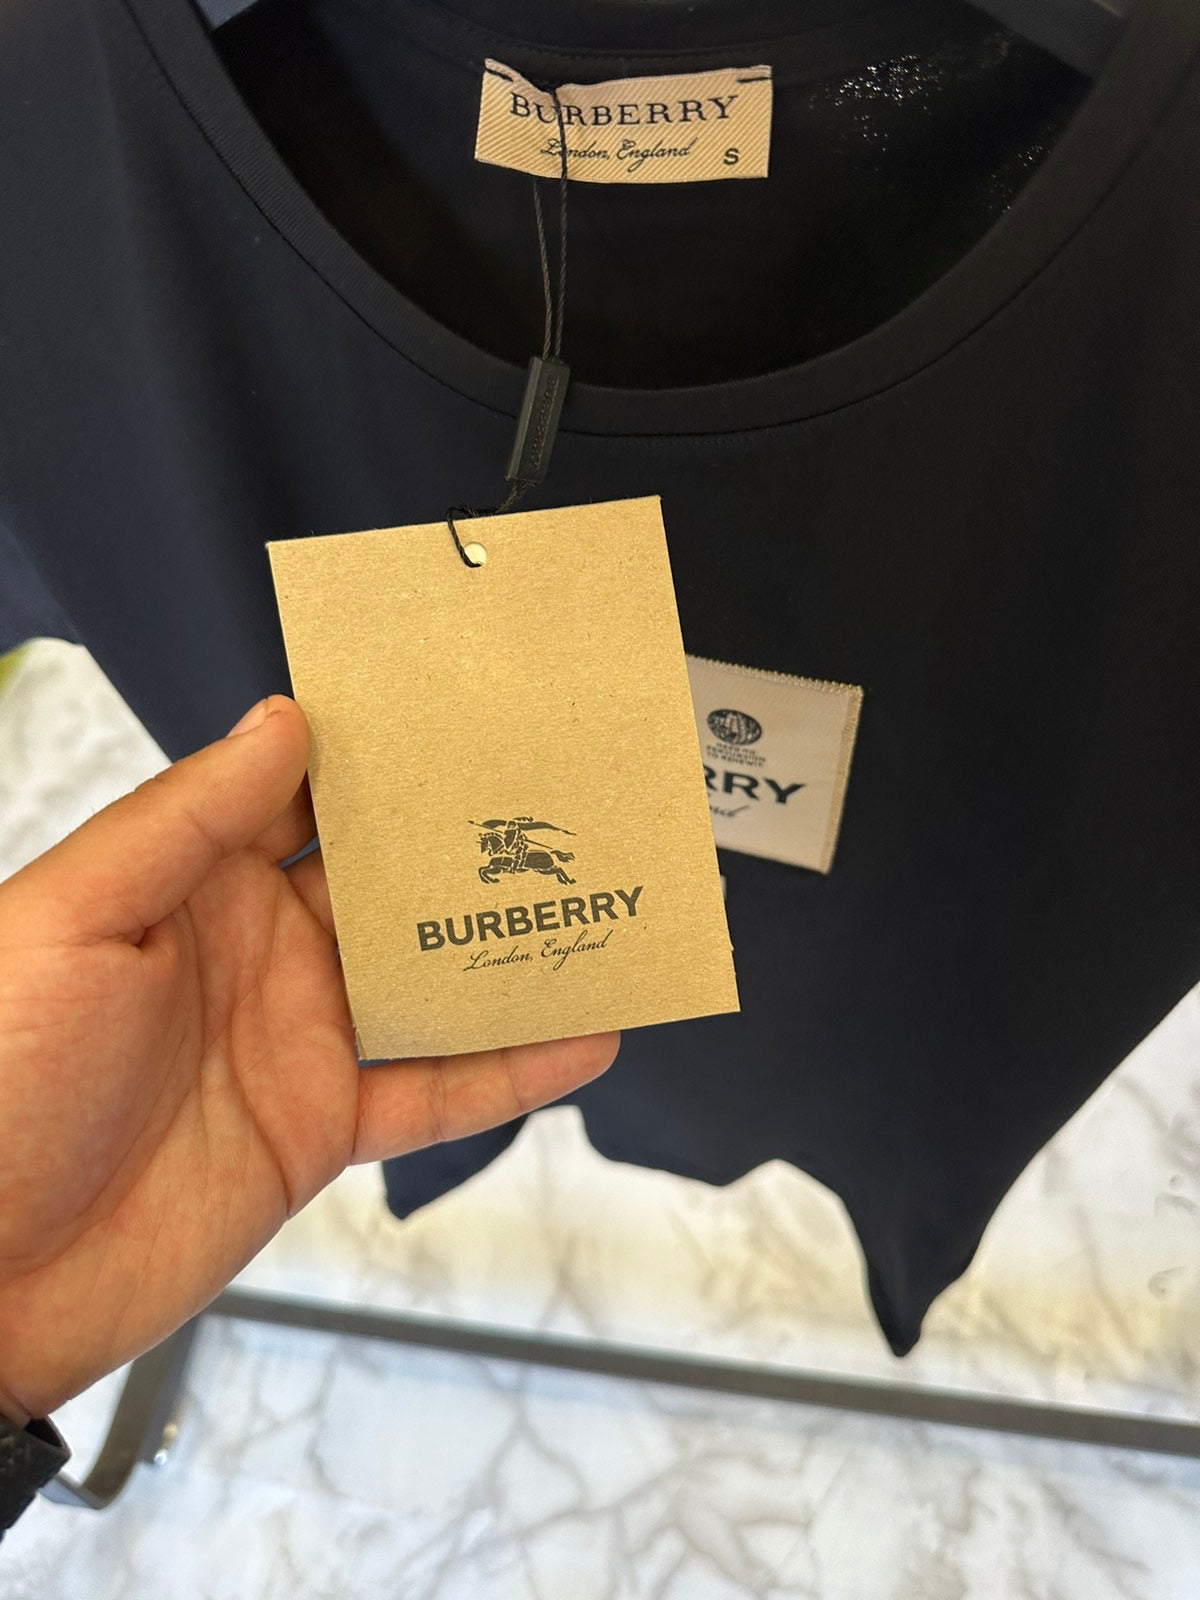 BURBERRY
London, England S
BURBERRY
London, England
RRY